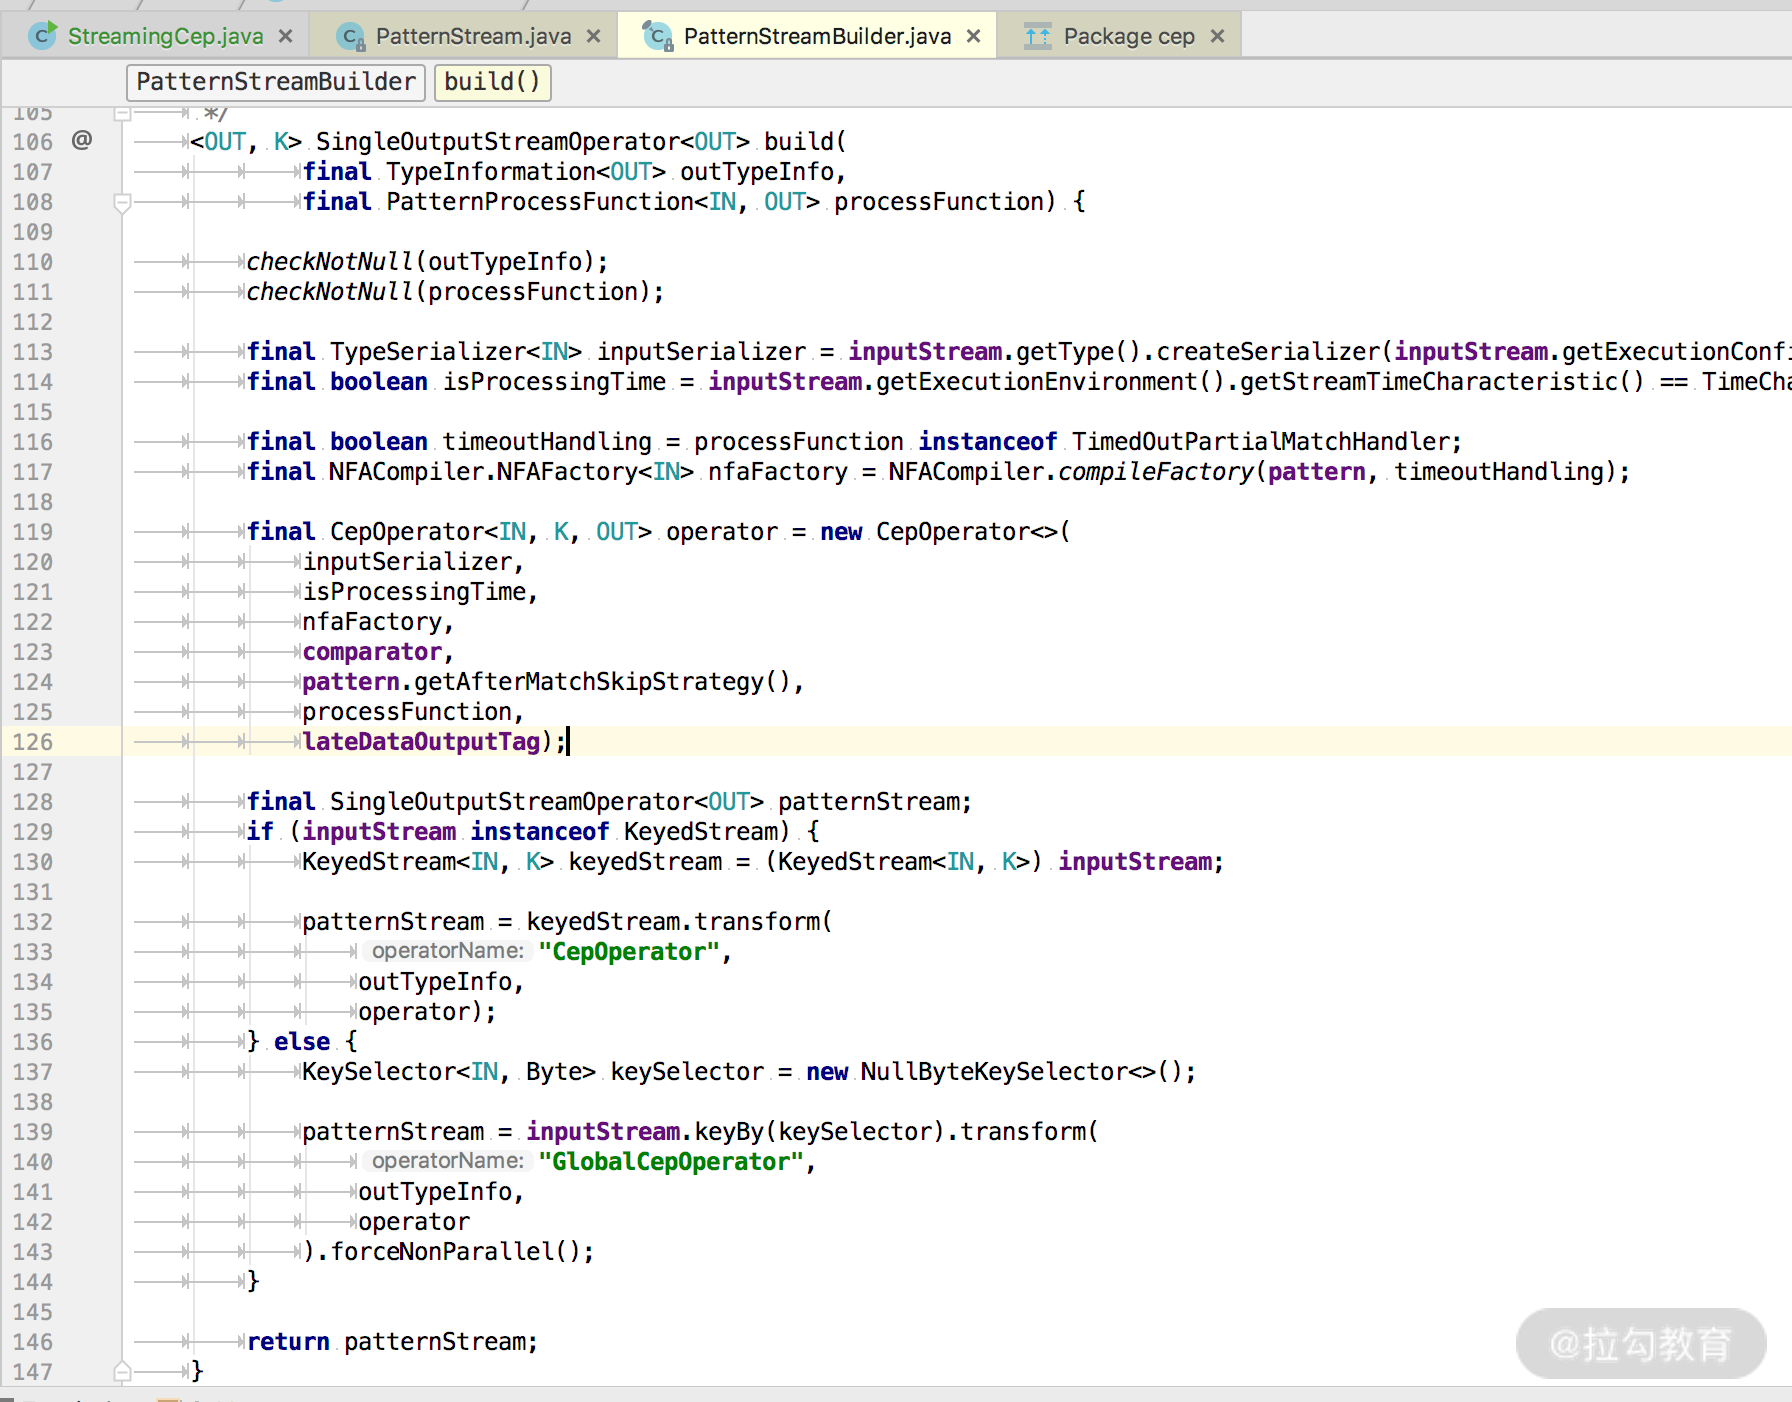 StreamingCep.java × PatternStream.java × PatternStreamBuilder.java × Package cep ×
PatternStreamBuilder build()
105 */
106 @ <OUT, K> SingleOutputStreamOperator<OUT> build(
107 final TypeInformation<OUT> outTypeInfo,
108 final PatternProcessFunction<IN, OUT> processFunction) {
109
110 checkNotNull(outTypeInfo);
111 checkNotNull(processFunction);
112
113 final TypeSerializer<IN> inputSerializer = inputStream.getType().createSerializer(inputStream.getExecutionConfi
114 final boolean isProcessingTime = inputStream.getExecutionEnvironment().getStreamTimeCharacteristic() == TimeCha
115
116 final boolean timeoutHandling = processFunction instanceof TimedOutPartialMatchHandler;
117 final NFACompiler.NFAFactory<IN> nfaFactory = NFACompiler.compileFactory(pattern, timeoutHandling);
118
119 final CepOperator<IN, K, OUT> operator = new CepOperator<>(
120 inputSerializer,
121 isProcessingTime,
122 nfaFactory,
123 comparator,
124 pattern.getAfterMatchSkipStrategy(),
125 processFunction,
126 lateDataOutputTag);
127
128 final SingleOutputStreamOperator<OUT> patternStream;
129 if (inputStream instanceof KeyedStream) {
130 KeyedStream<IN, K> keyedStream = (KeyedStream<IN, K>) inputStream;
131
132 patternStream = keyedStream.transform(
133 operatorName: "CepOperator",
134 outTypeInfo,
135 operator);
136 } else {
137 KeySelector<IN, Byte> keySelector = new NullByteKeySelector<>();
138
139 patternStream = inputStream.keyBy(keySelector).transform(
140 operatorName: "GlobalCepOperator",
141 outTypeInfo,
142 operator
143 ).forceNonParallel();
144 }
145
146 return patternStream;
147 }
@拉勾教育